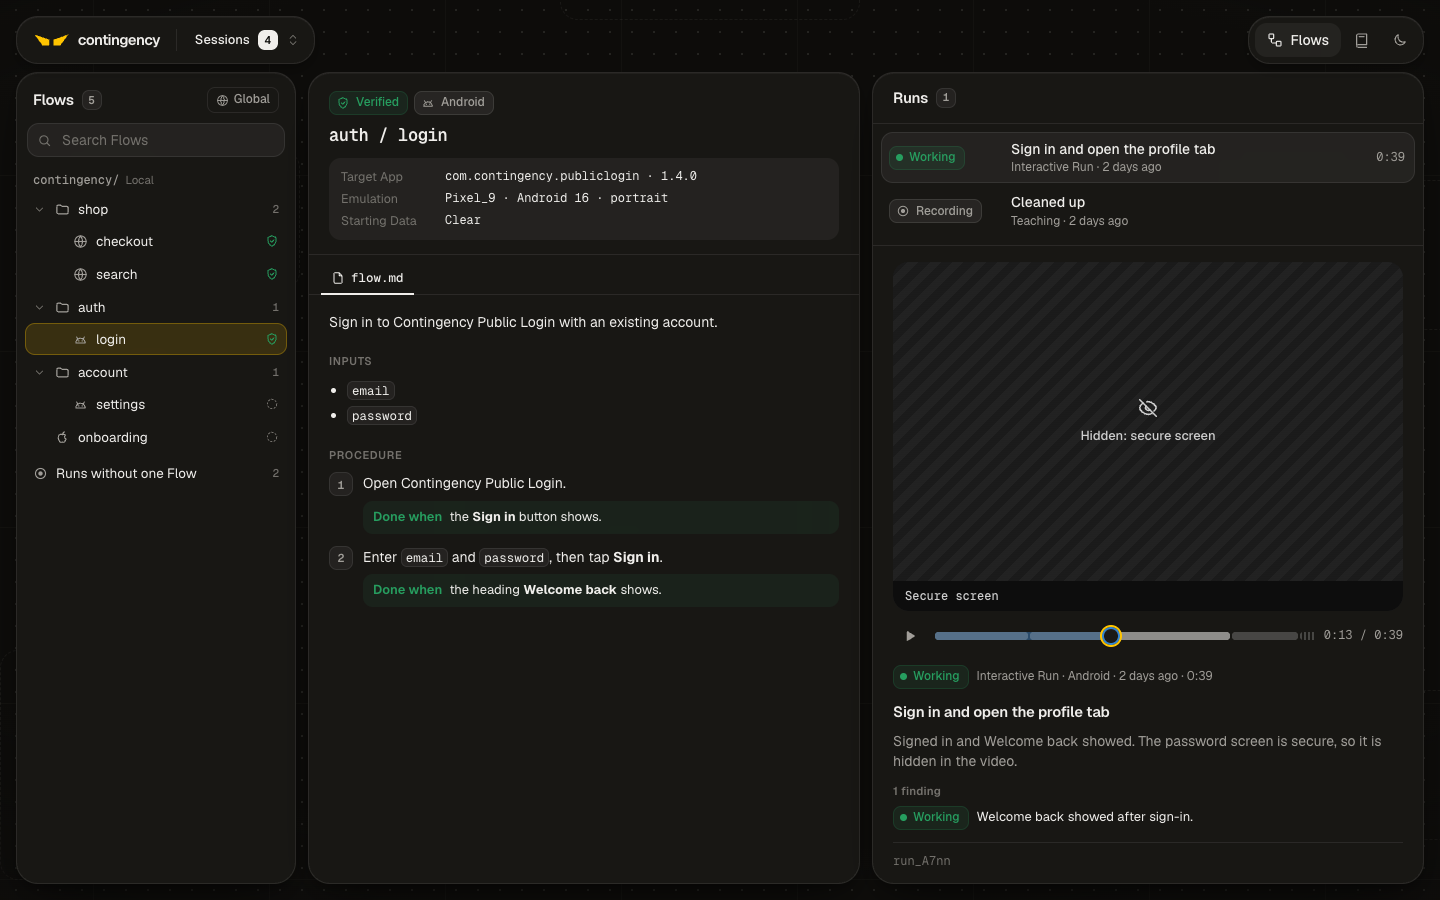 contingency Sessions 4
Flows
Flows 5 Global
Search Flows
contingency/ Local
shop 2
checkout
search
auth 1
login
account 1
settings
onboarding
Runs without one Flow 2
Verified Android
auth / login
Target App com.contingency.publiclogin · 1.4.0
Emulation Pixel_9 · Android 16 · portrait
Starting Data Clear
flow.md
Sign in to Contingency Public Login with an existing account.
INPUTS
email
password
PROCEDURE
1 Open Contingency Public Login.
Done when the Sign in button shows.
2 Enter email and password, then tap Sign in.
Done when the heading Welcome back shows.
Runs 1
Working Sign in and open the profile tab 0:39
Interactive Run · 2 days ago
Recording Cleaned up
Teaching · 2 days ago
Hidden: secure screen
Secure screen
0:13 / 0:39
Working Interactive Run · Android · 2 days ago · 0:39
Sign in and open the profile tab
Signed in and Welcome back showed. The password screen is secure, so it is
hidden in the video.
1 finding
Working Welcome back showed after sign-in.
run_A7nn